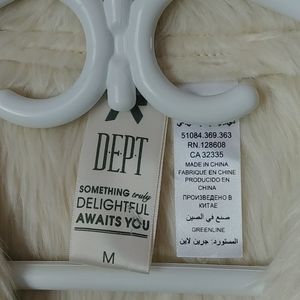 DEPT
SOMETHING truly
DELIGHTFUL
AWAITS YOU
M
51084.369.363
RN.128608
CA 32335
MADE IN CHINA
FABRIQUE EN CHINE
PRODUCIDO EN
CHINA
ПРОИЗВЕДЕНО В
КИТАЕ
صنع في الصين
GREENLINE
المستورد: جرين لاين